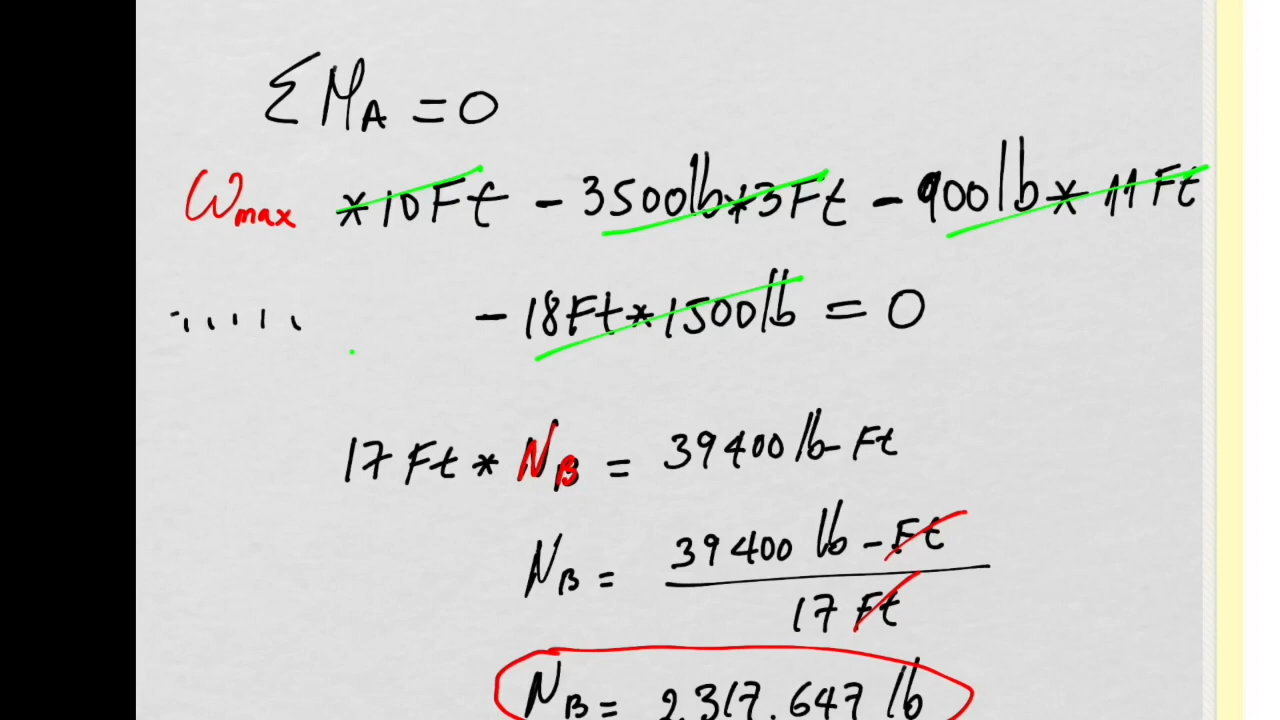 ΣM_A = 0
W_max *10Ft - 3500lb*3Ft - 900lb * 11Ft
..... - 18Ft*1500lb = 0
17 Ft * N_B = 39400 lb-Ft
N_B = 39400 lb-Ft
17 Ft
N_B = 2,317.647 lb